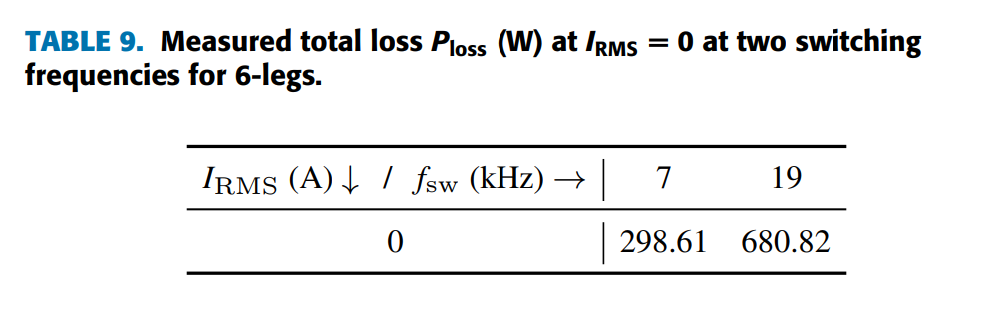 TABLE 9. Measured total loss Ploss (W) at IRMS = 0 at two switching
frequencies for 6-legs.
IRMS (A) ↓ / fsw (kHz) → 7 19
0 298.61 680.82